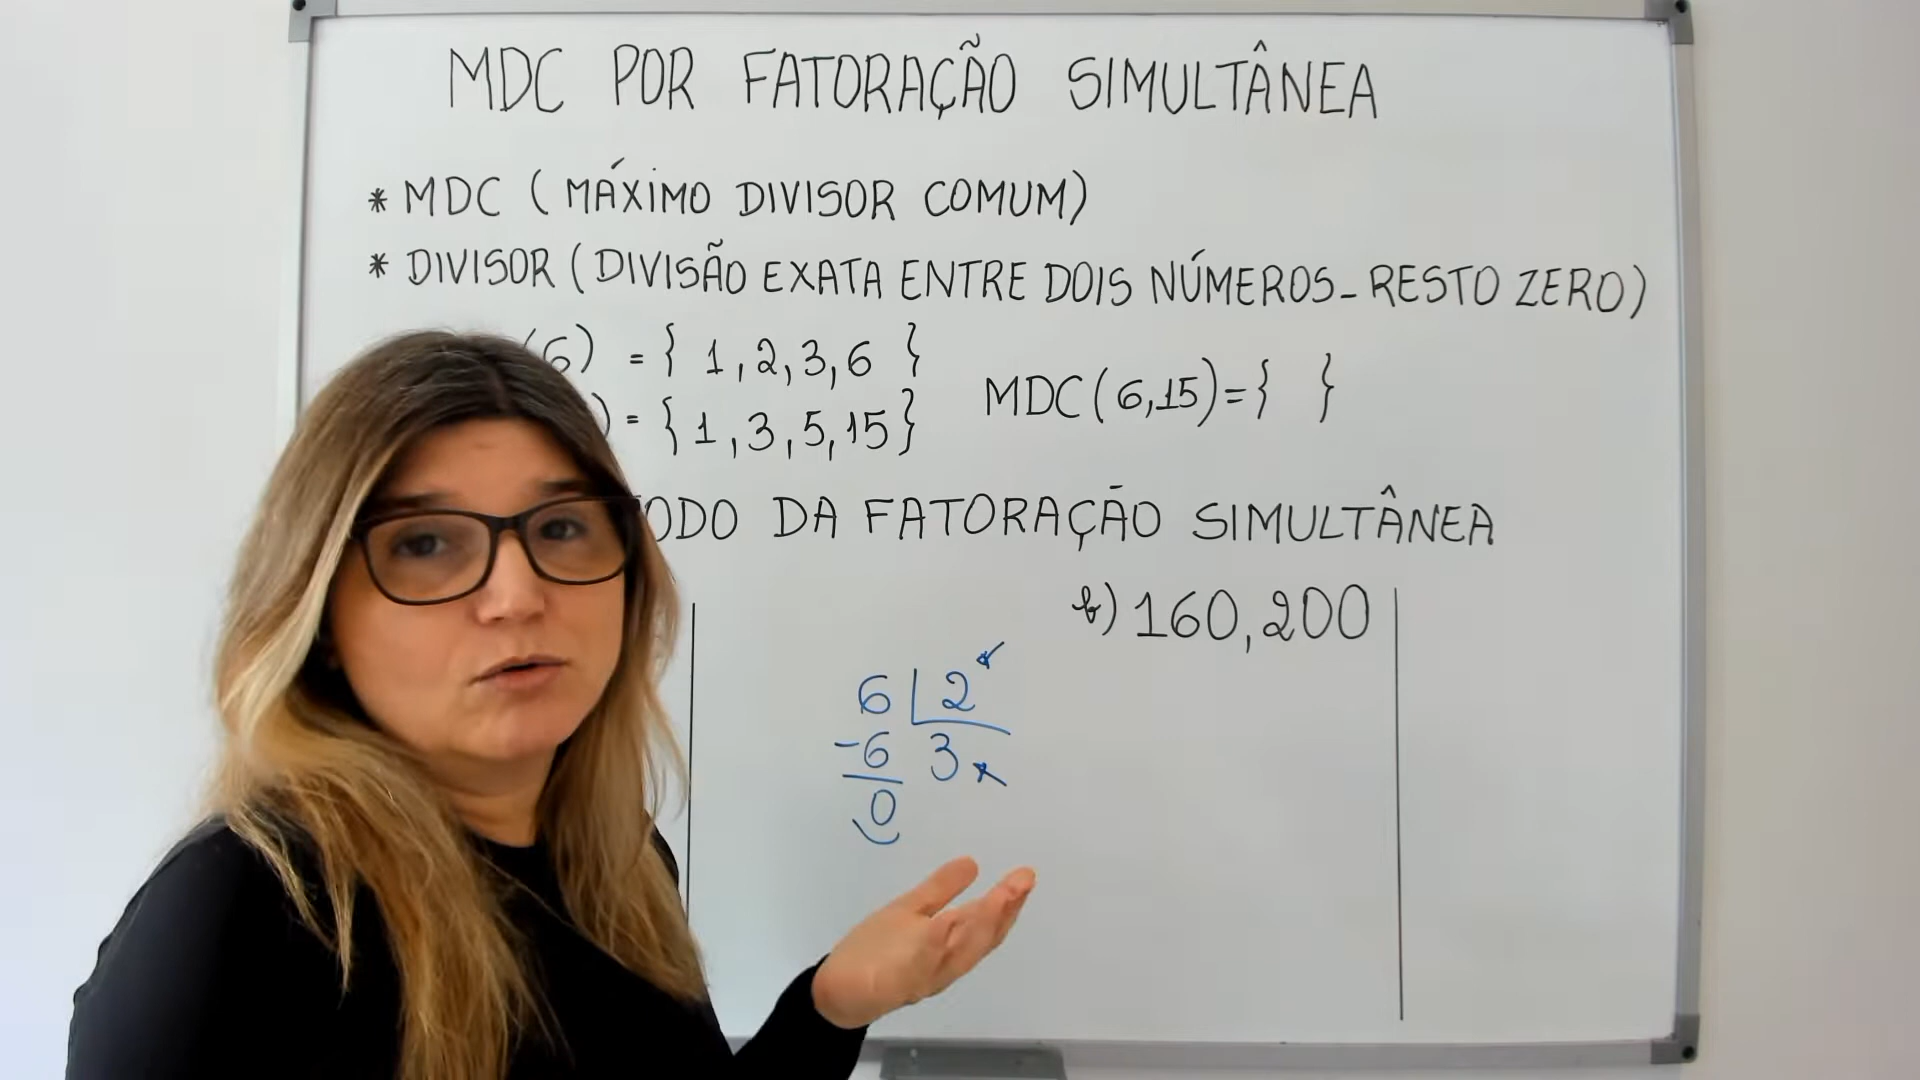 MDC POR FATORAÇÃO SIMULTÂNEA
* MDC (MÁXIMO DIVISOR COMUM)
* DIVISOR (DIVISÃO EXATA ENTRE DOIS NÚMEROS - RESTO ZERO)
(6) = { 1, 2, 3, 6 }
) = { 1, 3, 5, 15 }
MDC(6,15)={ }
DA FATORAÇÃO SIMULTÂNEA
b) 160, 200
6 2
-6 3
0